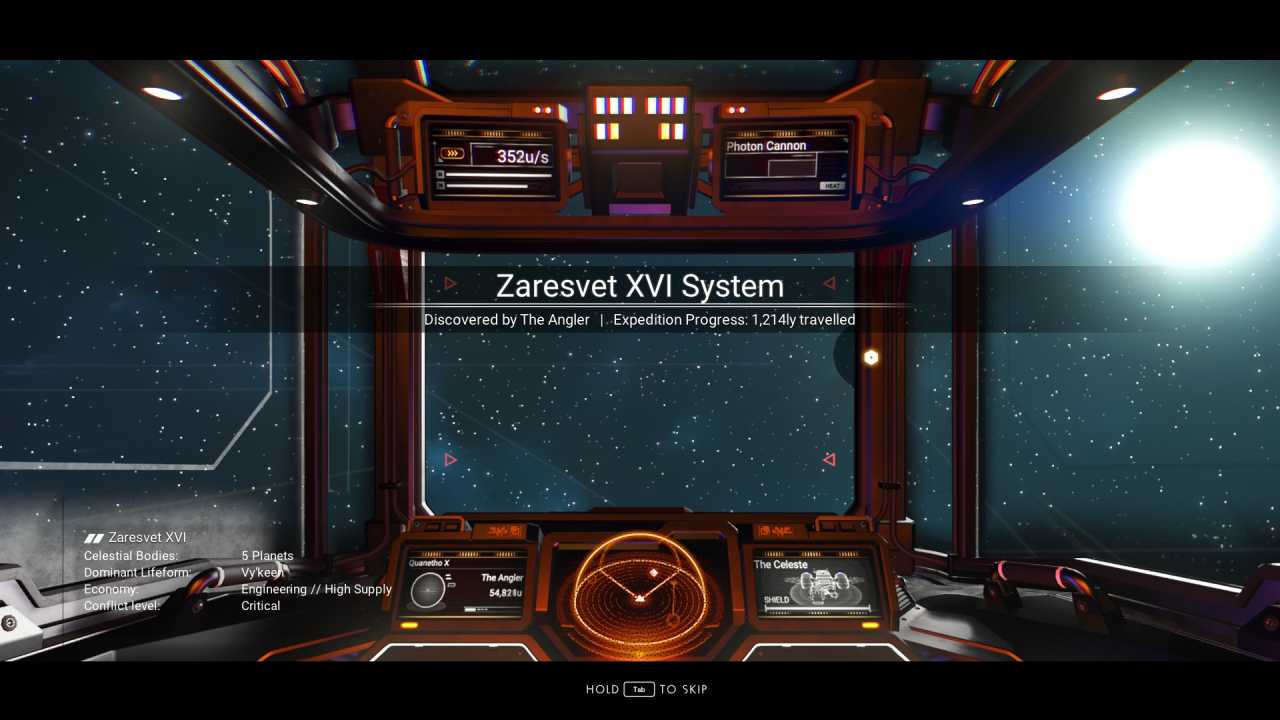 352u/s
Photon Cannon
HEAT
Zaresvet XVI System
Discovered by The Angler | Expedition Progress: 1,214ly travelled
Zaresvet XVI
Celestial Bodies: 5 Planets
Dominant Lifeform: Vy'keen
Economy: Engineering // High Supply
Conflict level: Critical
Quanetho X
The Angler
The Celeste
SHIELD
HOLD Tab TO SKIP